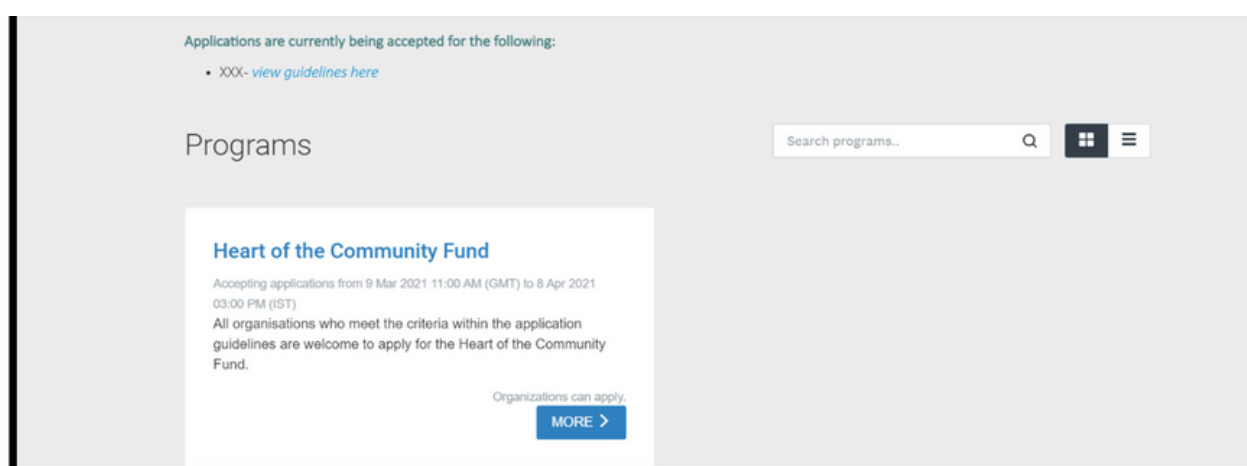 Applications are currently being accepted for the following:
• XXX- view guidelines here
Programs
Search programs..
Heart of the Community Fund
Accepting applications from 9 Mar 2021 11:00 AM (GMT) to 8 Apr 2021
03:00 PM (IST)
All organisations who meet the criteria within the application
guidelines are welcome to apply for the Heart of the Community
Fund.
Organizations can apply.
MORE >